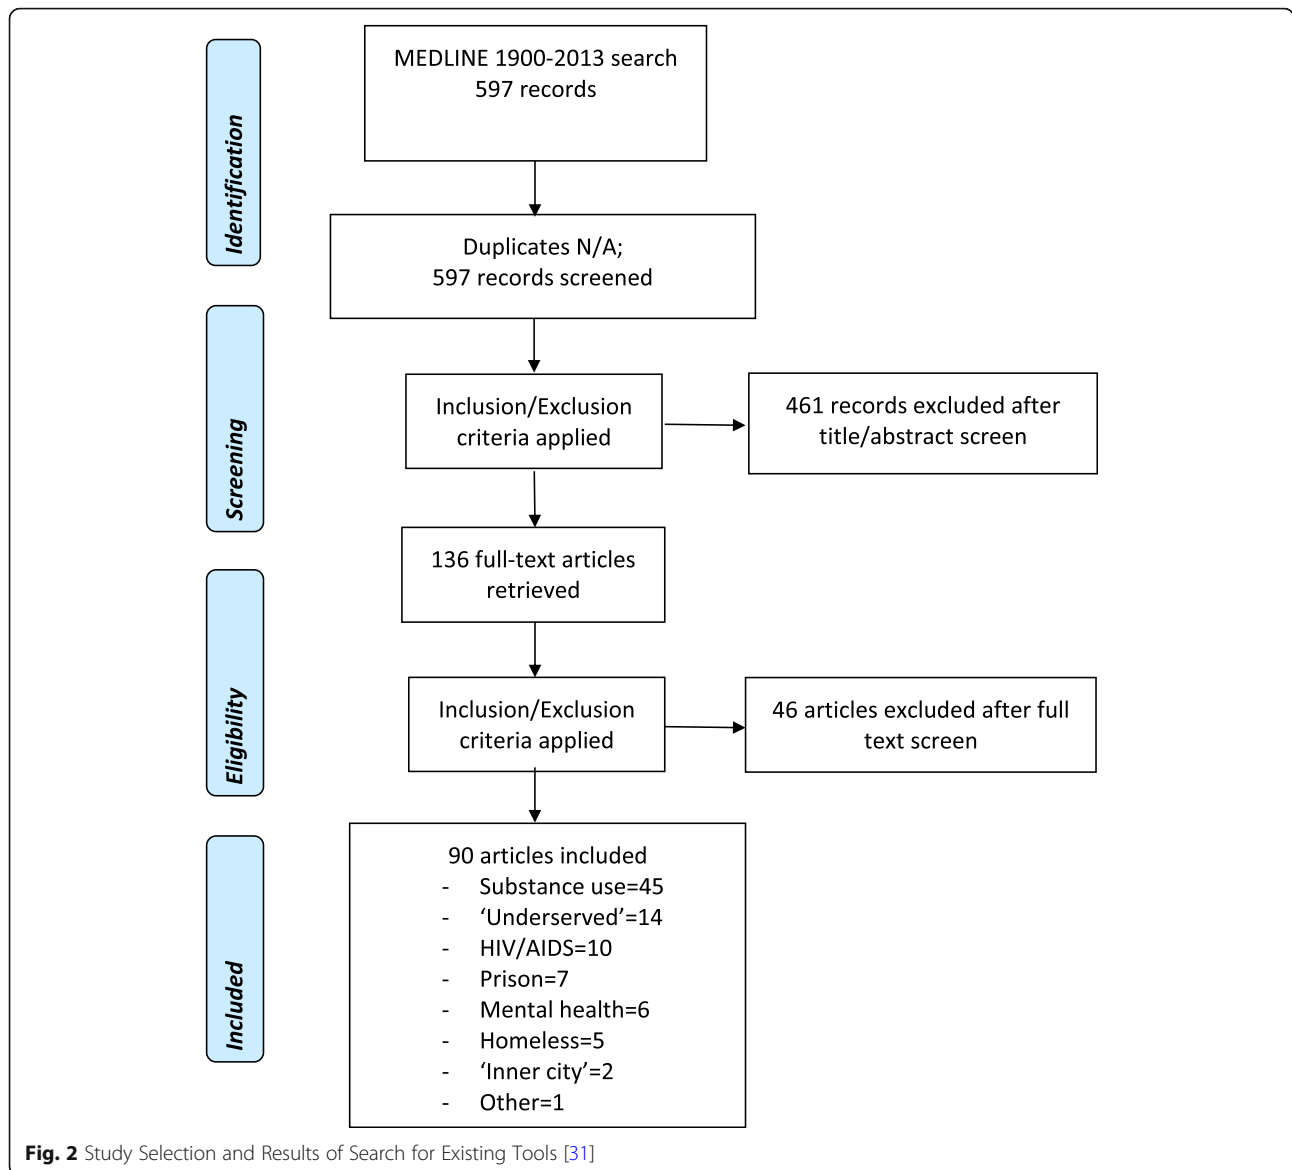 Identification
MEDLINE 1900-2013 search
597 records
Duplicates N/A;
597 records screened
Screening
Inclusion/Exclusion
criteria applied
461 records excluded after
title/abstract screen
136 full-text articles
retrieved
Eligibility
Inclusion/Exclusion
criteria applied
46 articles excluded after full
text screen
Included
90 articles included
- Substance use=45
- ‘Underserved’=14
- HIV/AIDS=10
- Prison=7
- Mental health=6
- Homeless=5
- ‘Inner city’=2
- Other=1
Fig. 2 Study Selection and Results of Search for Existing Tools [31]